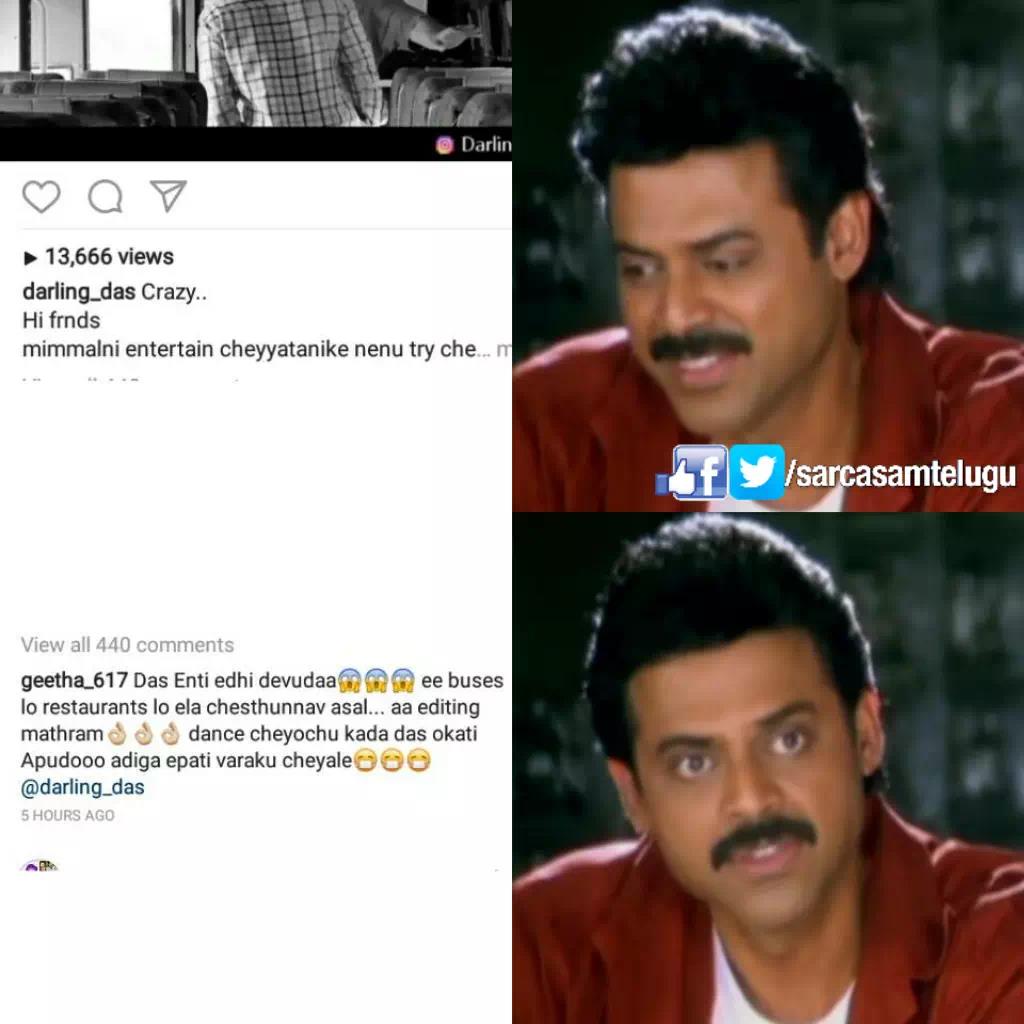 Darlin
13,666 views
darling_das Crazy..
Hi frnds
mimmalni entertain cheyyatanike nenu try che... m
/sarcasamtelugu
View all 440 comments
geetha_617 Das Enti edhi devudaa😱😱😱 ee buses
lo restaurants lo ela chesthunnav asal... aa editing
mathram👌🏻👌🏻👌🏻 dance cheyochu kada das okati
Apudooo adiga epati varaku cheyale😷😷😷
@darling_das
5 HOURS AGO